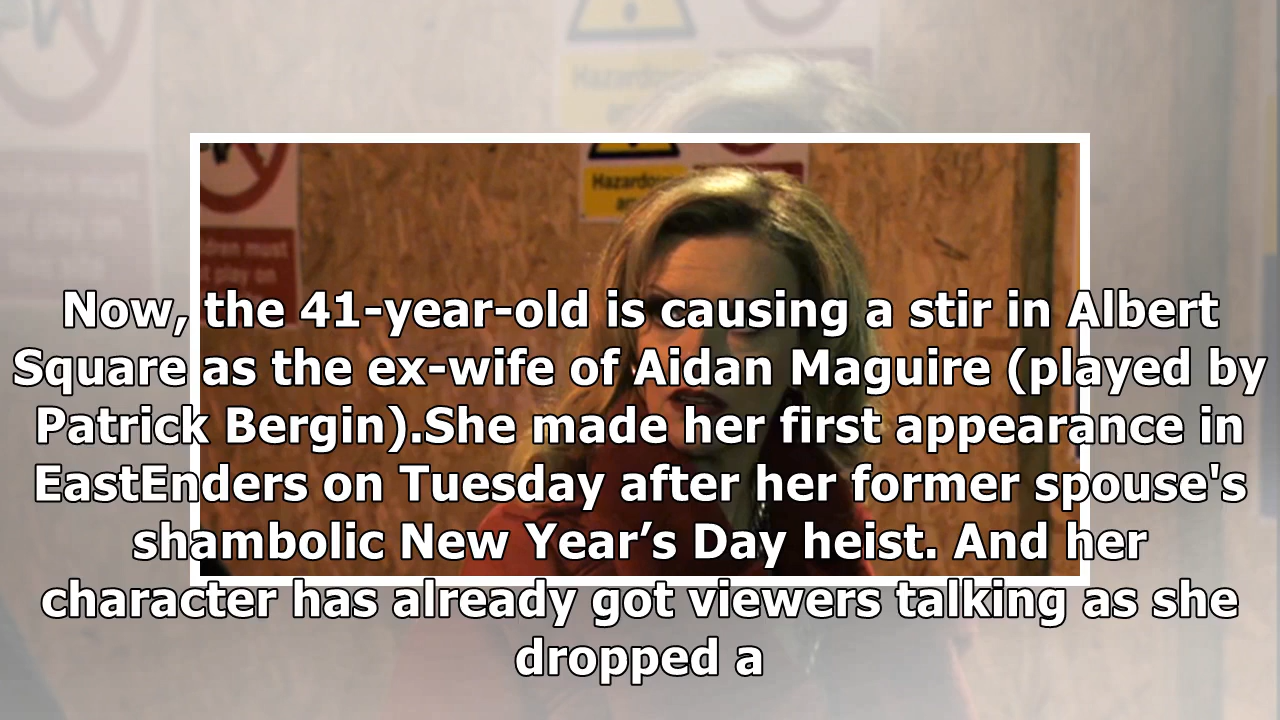 Hazardous
Now, the 41-year-old is causing a stir in Albert
Square as the ex-wife of Aidan Maguire (played by
Patrick Bergin).She made her first appearance in
EastEnders on Tuesday after her former spouse's
shambolic New Year’s Day heist. And her
character has already got viewers talking as she
dropped a